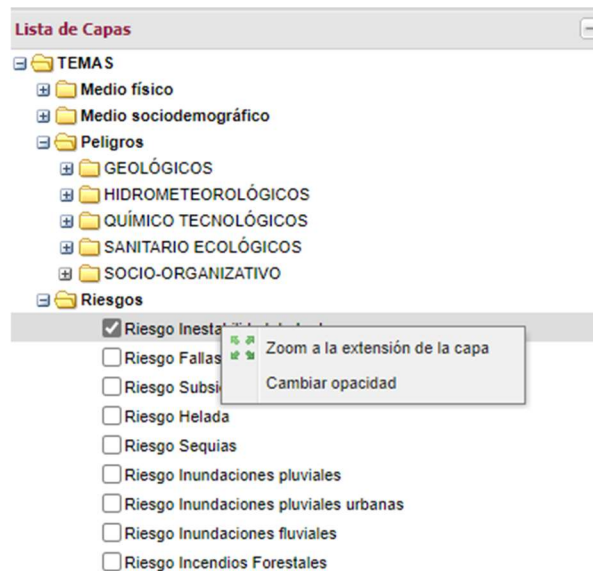 Lista de Capas
TEMAS
Medio físico
Medio sociodemográfico
Peligros
GEOLÓGICOS
HIDROMETEOROLÓGICOS
QUÍMICO TECNOLÓGICOS
SANITARIO ECOLÓGICOS
SOCIO-ORGANIZATIVO
Riesgos
Riesgo
Zoom a la extensión de la capa
Riesgo Fallas
Cambiar opacidad
Riesgo
Riesgo Helada
Riesgo Sequias
Riesgo Inundaciones pluviales
Riesgo Inundaciones pluviales urbanas
Riesgo Inundaciones fluviales
Riesgo Incendios Forestales